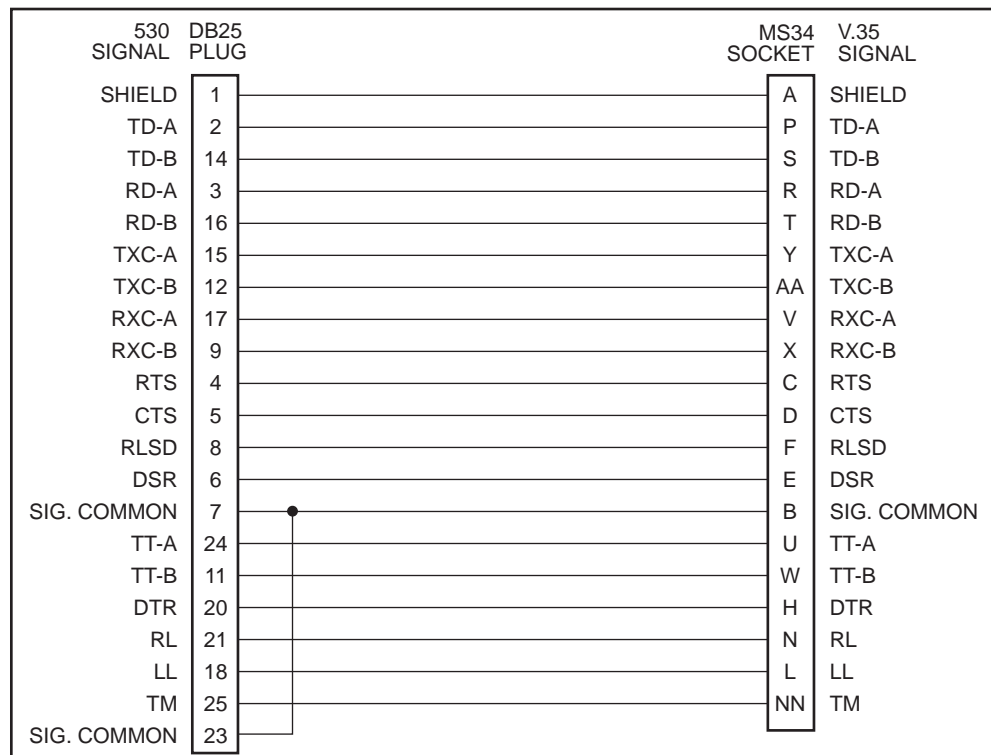 530 DB25 MS34 V.35
SIGNAL PLUG SOCKET SIGNAL
SHIELD 1 A SHIELD
TD-A 2 P TD-A
TD-B 14 S TD-B
RD-A 3 R RD-A
RD-B 16 T RD-B
TXC-A 15 Y TXC-A
TXC-B 12 AA TXC-B
RXC-A 17 V RXC-A
RXC-B 9 X RXC-B
RTS 4 C RTS
CTS 5 D CTS
RLSD 8 F RLSD
DSR 6 E DSR
SIG. COMMON 7 B SIG. COMMON
TT-A 24 U TT-A
TT-B 11 W TT-B
DTR 20 H DTR
RL 21 N RL
LL 18 L LL
TM 25 NN TM
SIG. COMMON 23